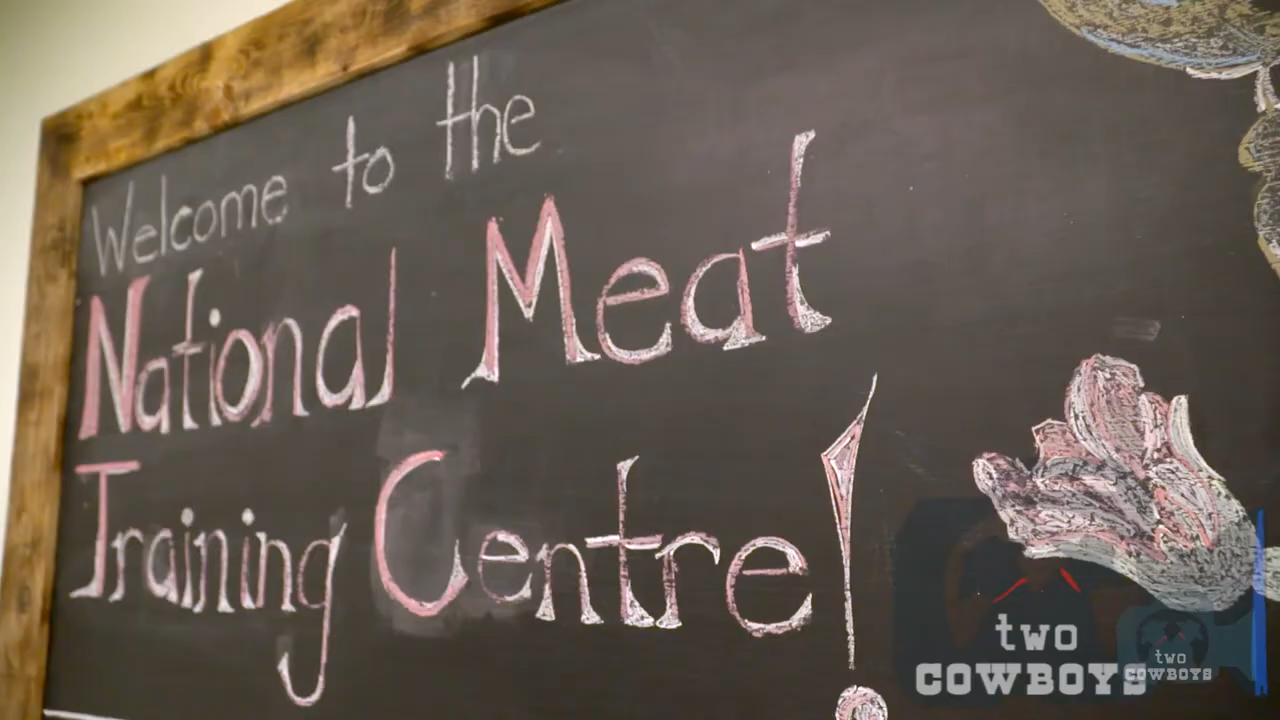 Welcome to the
National Meat
Training Centre!
two
COWBOYS
two
COWBOYS